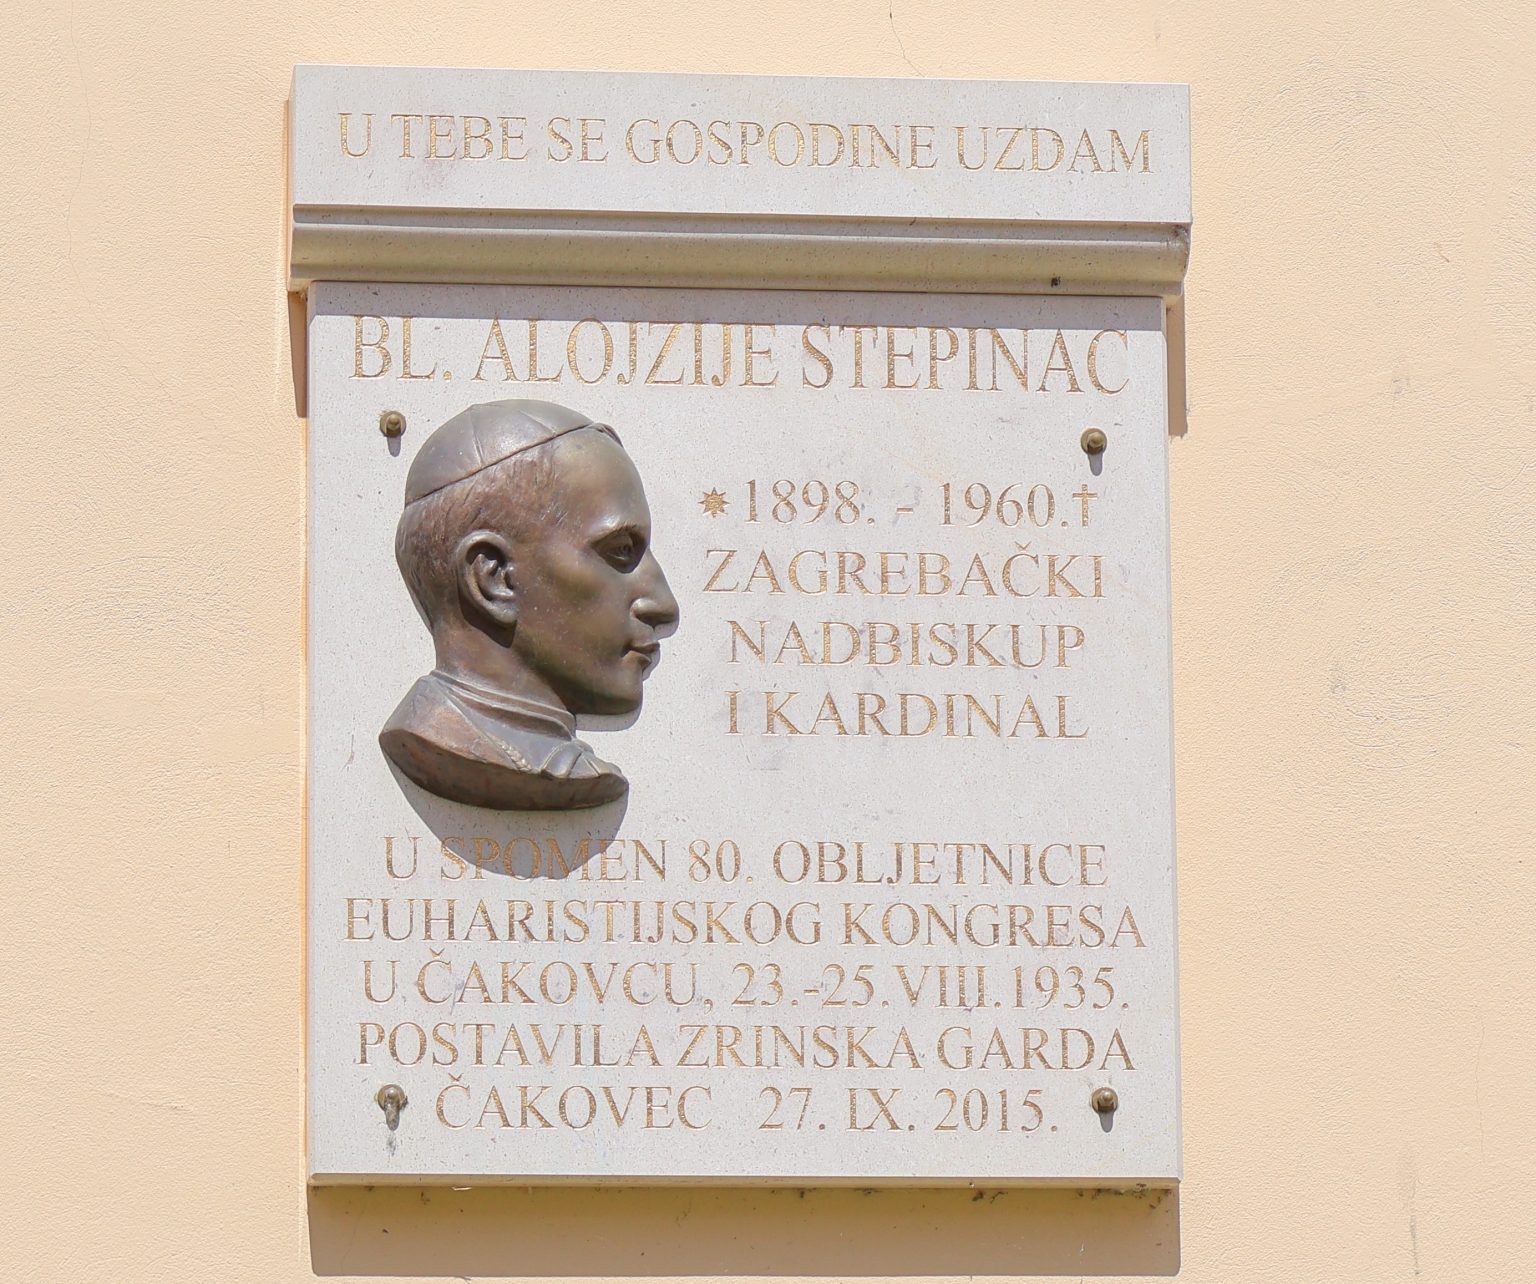 U TEBE SE GOSPODINE UZDAM
BL. ALOJZIJE STEPINAC
*1898. - 1960.†
ZAGREBAČKI
NADBISKUP
I KARDINAL
U SPOMEN 80. OBLJETNICE
EUHARISTIJSKOG KONGRESA
U ČAKOVCU, 23.-25.VIII.1935.
POSTAVILA ZRINSKA GARDA
ČAKOVEC 27. IX. 2015.